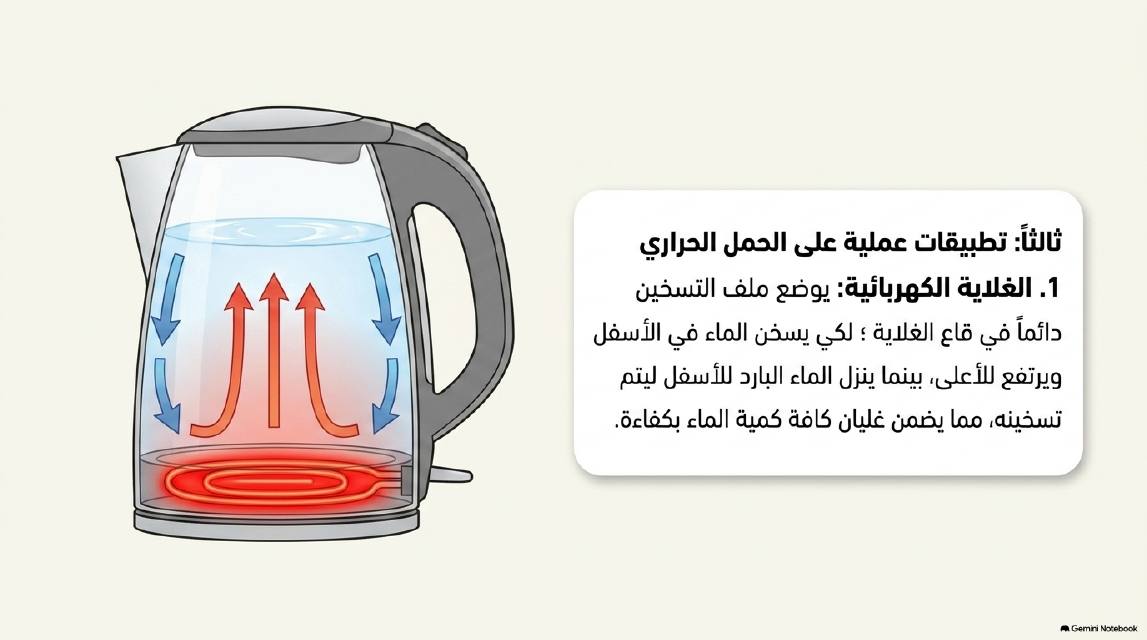 ثالثاً: تطبيقات عملية على الحمل الحراري
1. الغلاية الكهربائية: يوضع ملف التسخين
دائماً في قاع الغلاية ؛ لكي يسخن الماء في الأسفل
ويرتفع للأعلى، بينما ينزل الماء البارد للأسفل ليتم
تسخينه، مما يضمن غليان كافة كمية الماء بكفاءة.
Gemini Notebook